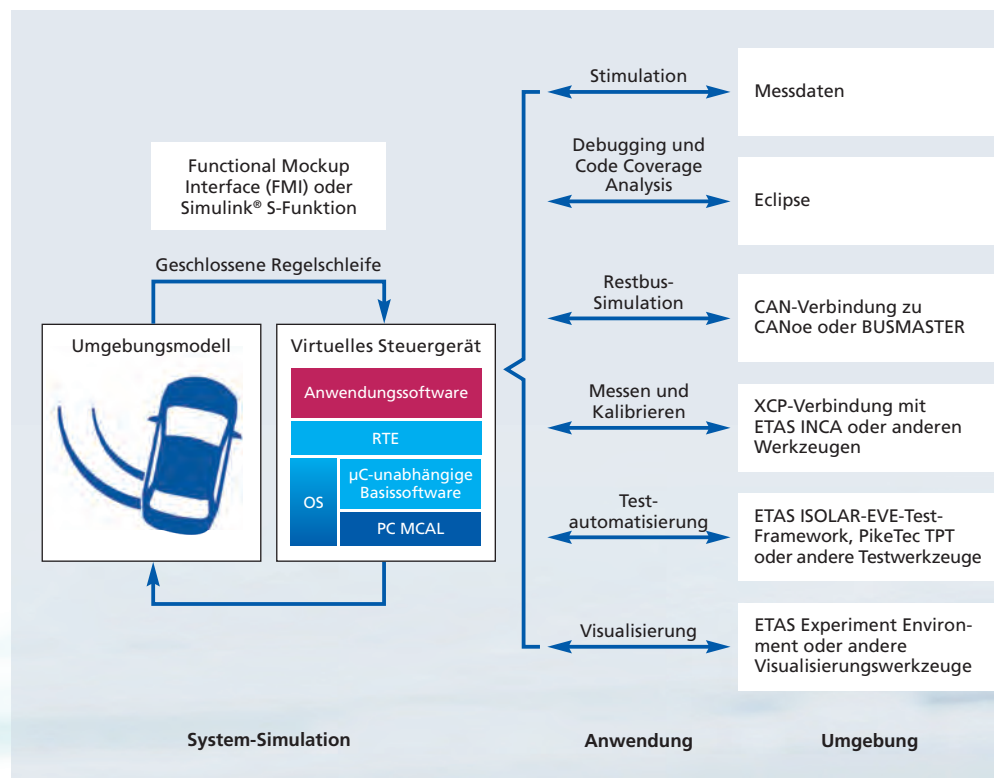 Functional Mockup
Interface (FMI) oder
Simulink® S-Funktion
Geschlossene Regelschleife
Umgebungsmodell
Virtuelles Steuergerät
Anwendungssoftware
RTE
OS
µC-unabhängige
Basissoftware
PC MCAL
Stimulation
Messdaten
Debugging und
Code Coverage
Analysis
Eclipse
Restbus-
Simulation
CAN-Verbindung zu
CANoe oder BUSMASTER
Messen und
Kalibrieren
XCP-Verbindung mit
ETAS INCA oder anderen
Werkzeugen
Test-
automatisierung
ETAS ISOLAR-EVE-Test-
Framework, PikeTec TPT
oder andere Testwerkzeuge
Visualisierung
ETAS Experiment Environ-
ment oder andere
Visualisierungswerkzeuge
System-Simulation
Anwendung
Umgebung